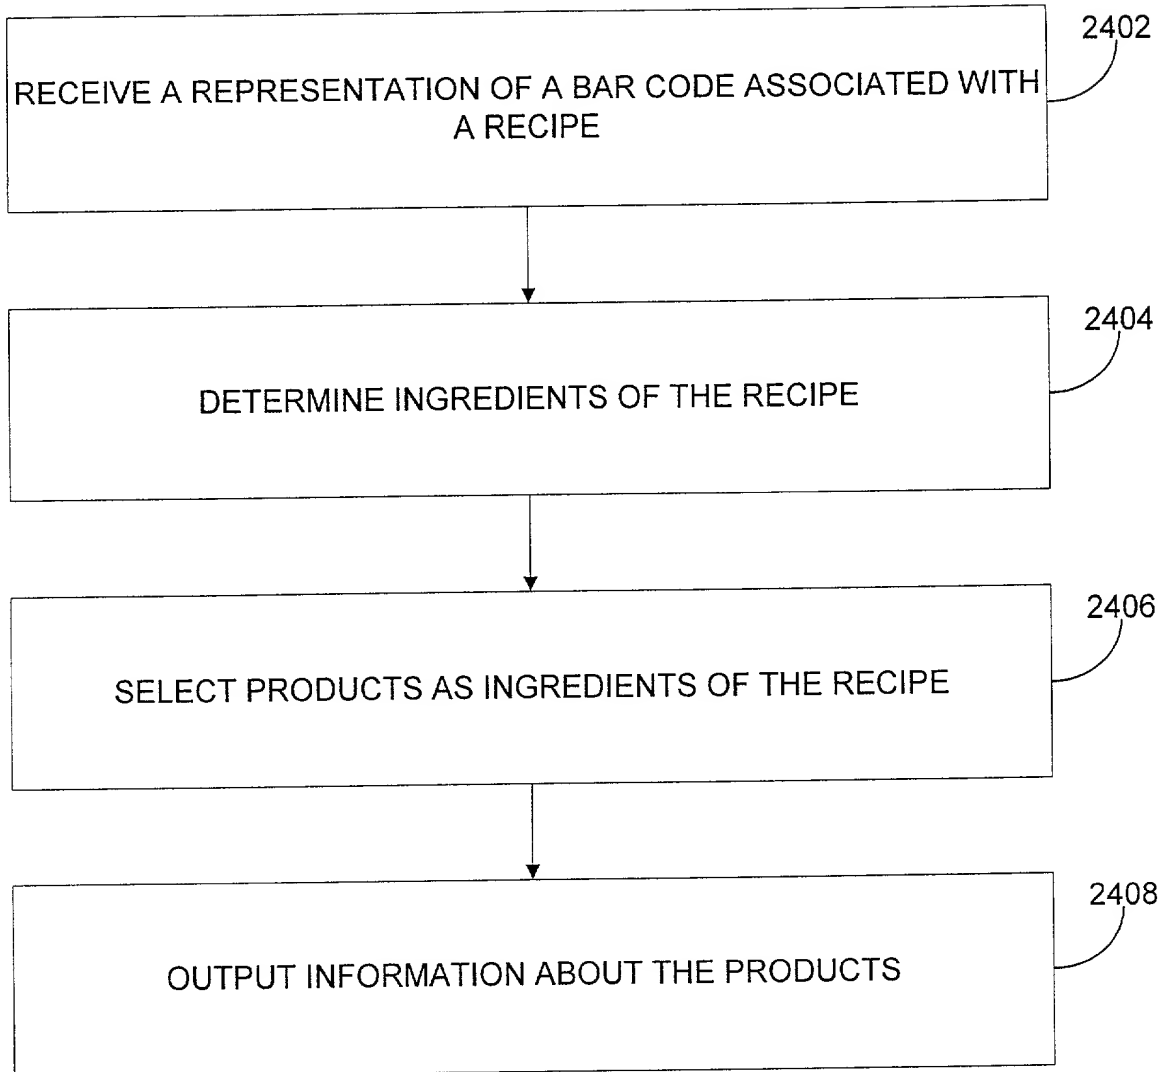 2402
RECEIVE A REPRESENTATION OF A BAR CODE ASSOCIATED WITH
A RECIPE
2404
DETERMINE INGREDIENTS OF THE RECIPE
2406
SELECT PRODUCTS AS INGREDIENTS OF THE RECIPE
2408
OUTPUT INFORMATION ABOUT THE PRODUCTS